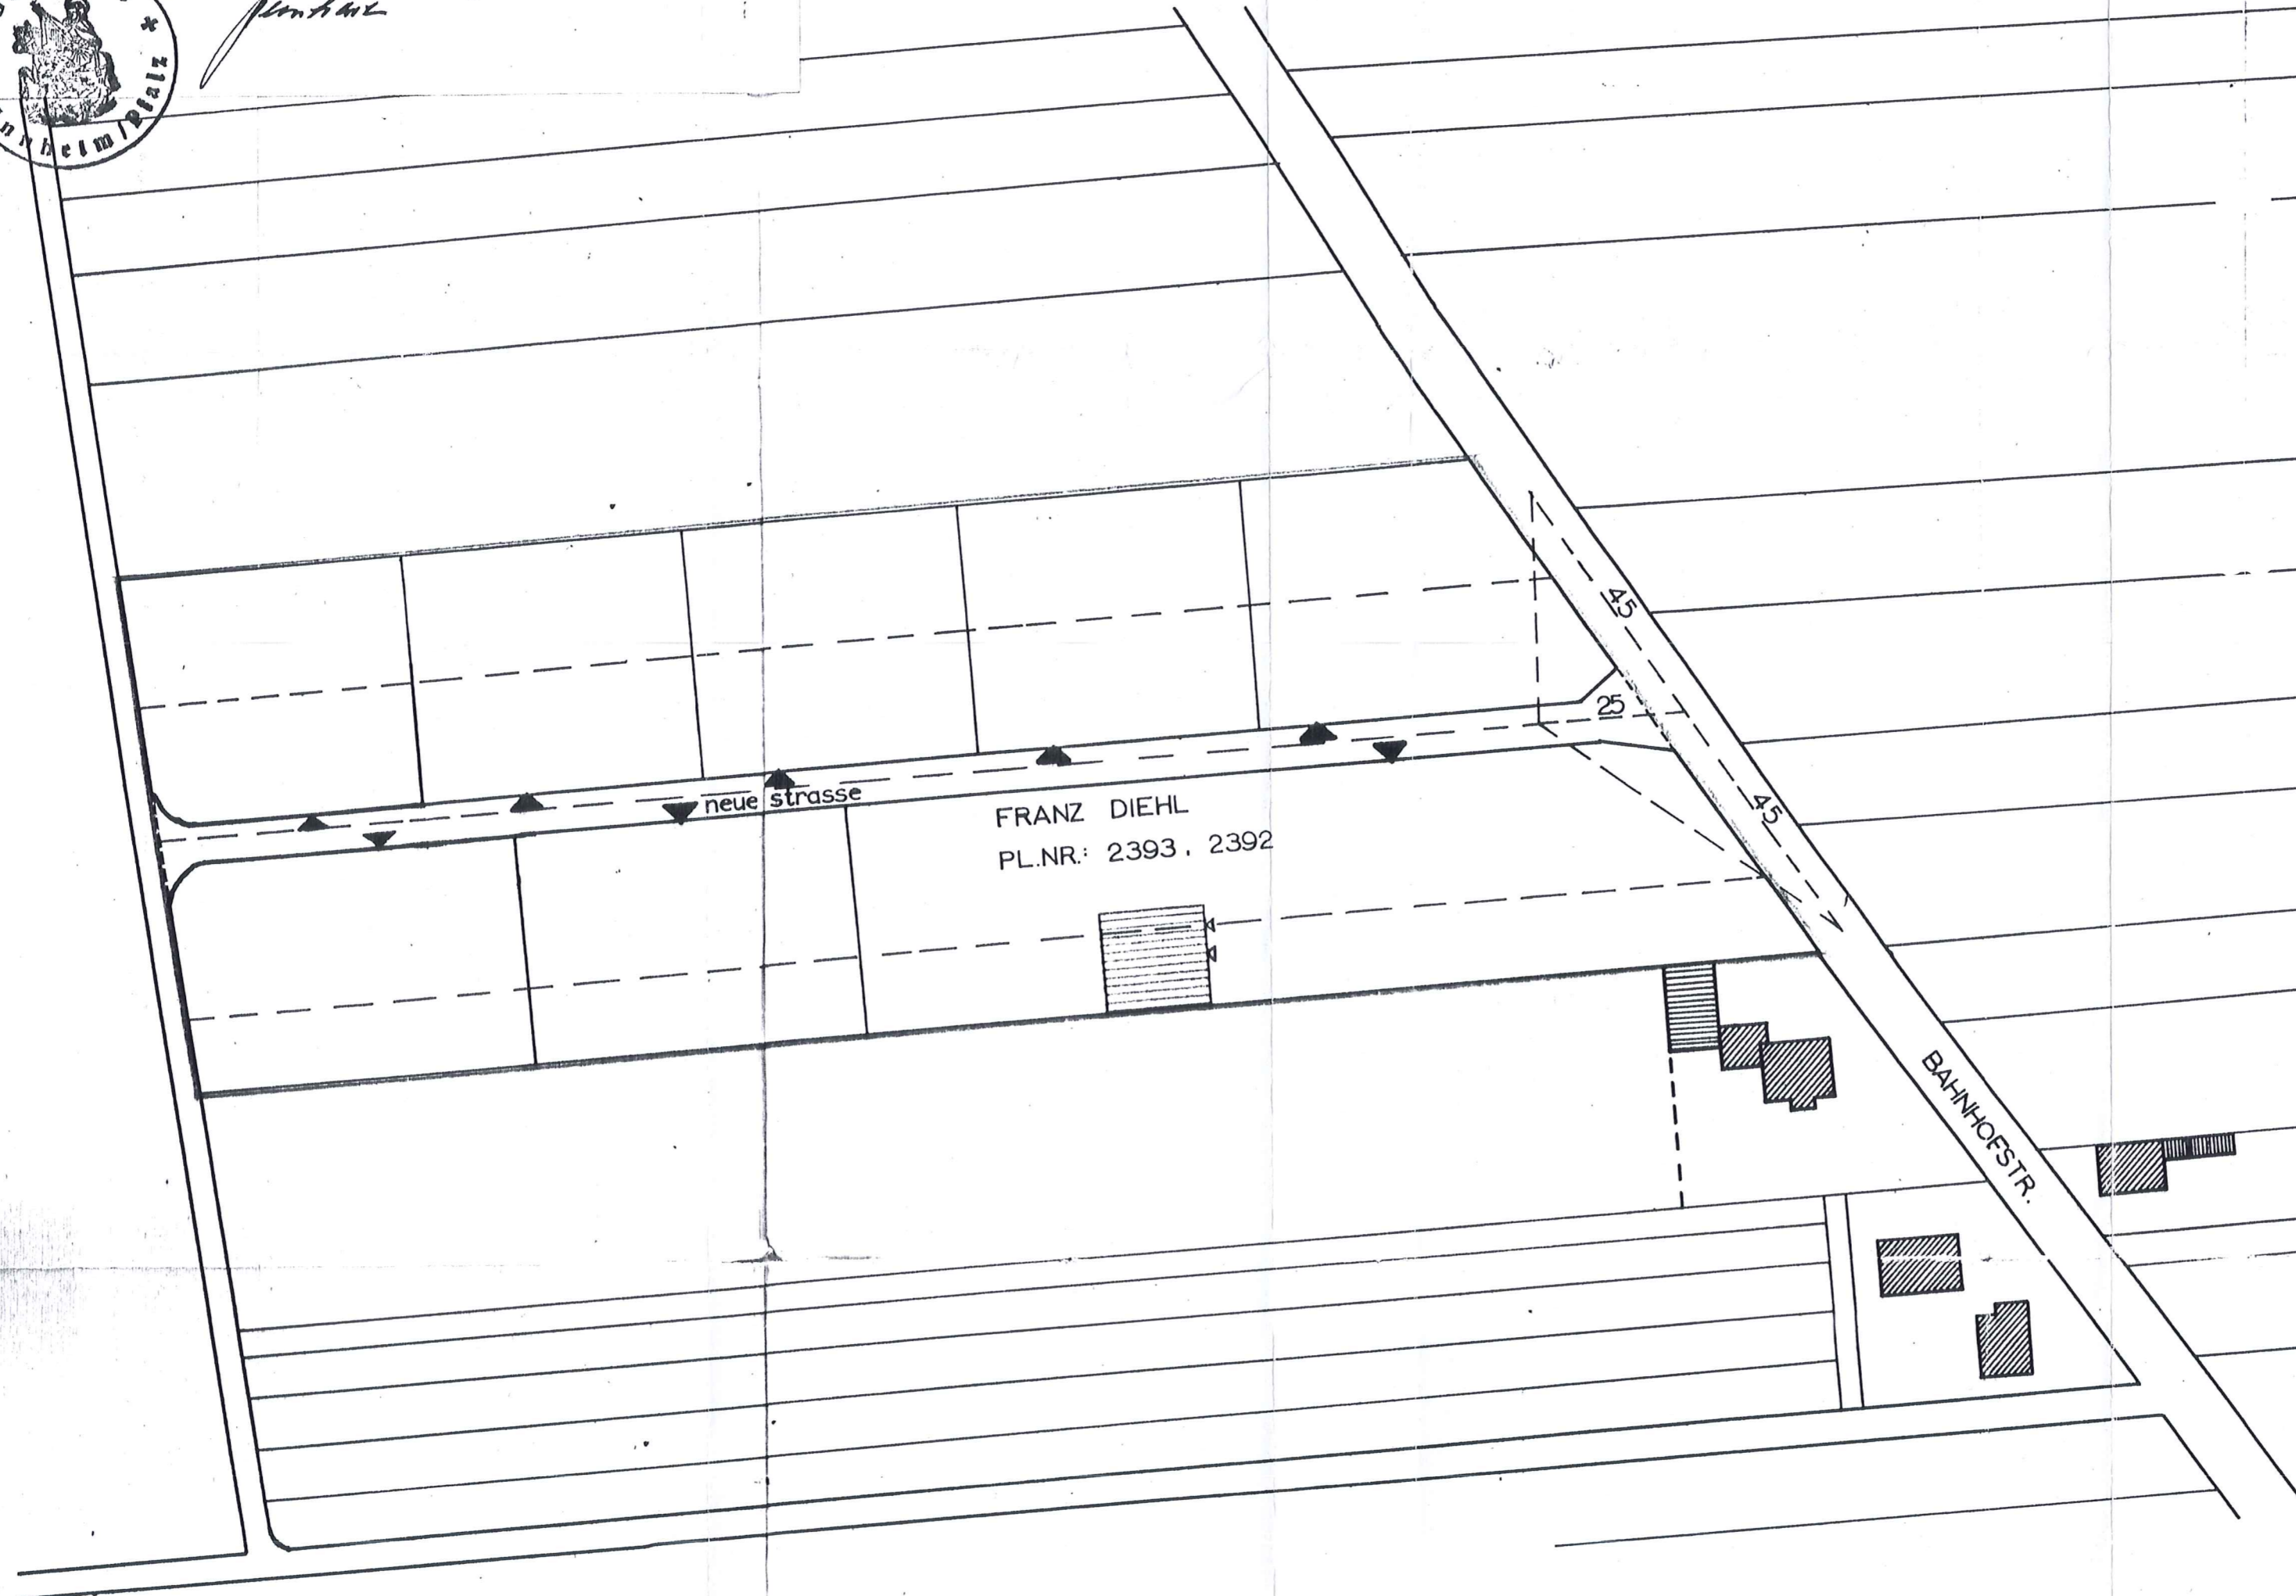 45
25
45
neue strasse
FRANZ DIEHL
PL.NR.: 2393, 2392
BAHNHOFSTR.